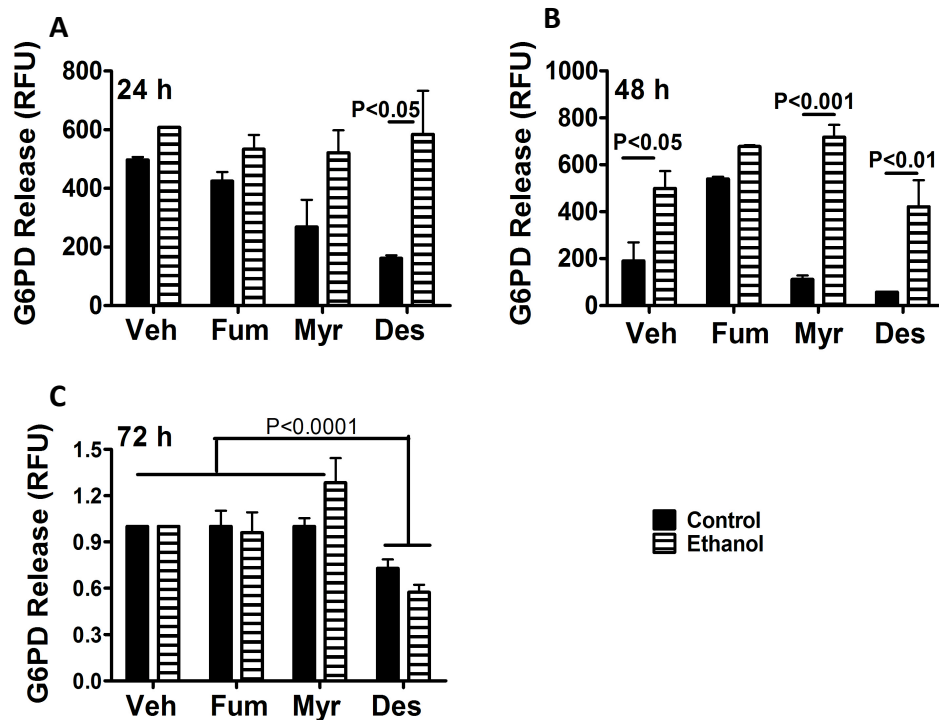 A
G6PD Release (RFU)
800
600
400
200
0
24 h
P<0.05
Veh Fum Myr Des
B
G6PD Release (RFU)
1000
800
600
400
200
0
48 h
P<0.05
P<0.001
P<0.01
Veh Fum Myr Des
C
G6PD Release (RFU)
1.5
1.2
0.9
0.6
0.3
0.0
72 h
P<0.0001
Veh Fum Myr Des
Control
Ethanol